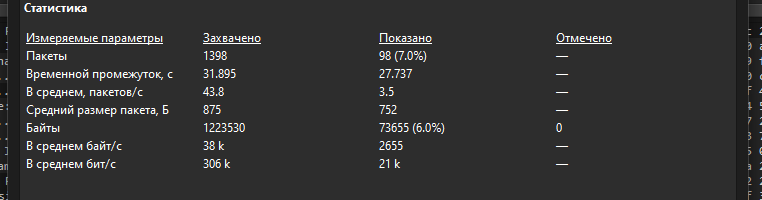 Статистика
Измеряемые параметры Захвачено Показано Отмечено
Пакеты 1398 98 (7.0%) —
Временной промежуток, с 31.895 27.737 —
В среднем, пакетов/с 43.8 3.5 —
Средний размер пакета, Б 875 752 —
Байты 1223530 73655 (6.0%) 0
В среднем байт/с 38 k 2655 —
В среднем бит/с 306 k 21 k —